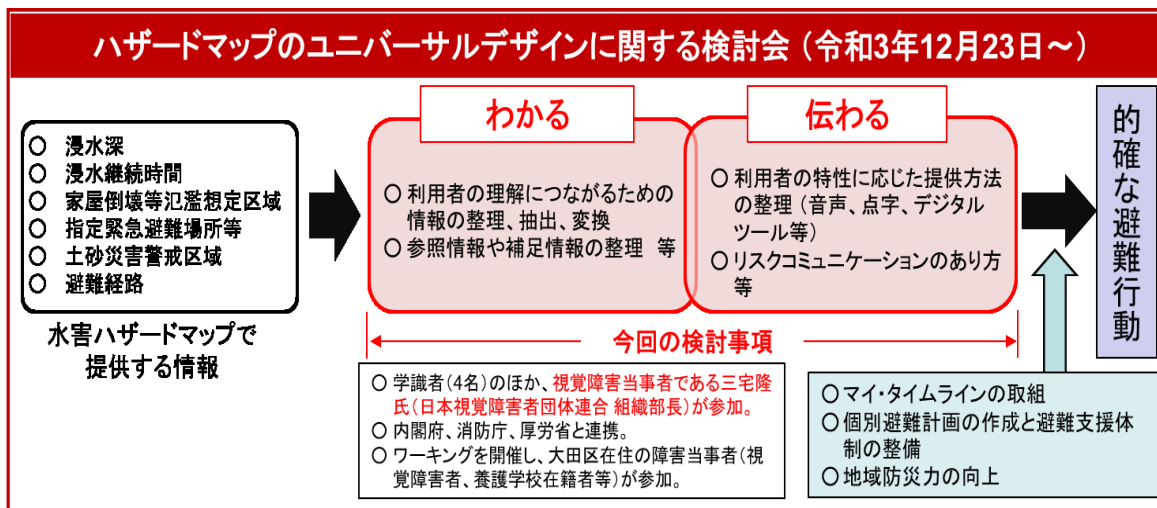 ハザードマップのユニバーサルデザインに関する検討会（令和3年12月23日～）
○ 浸水深
○ 浸水継続時間
○ 家屋倒壊等氾濫想定区域
○ 指定緊急避難場所等
○ 土砂災害警戒区域
○ 避難経路
水害ハザードマップで
提供する情報
わかる
○ 利用者の理解につながるための
情報の整理、抽出、変換
○ 参照情報や補足情報の整理 等
伝わる
○ 利用者の特性に応じた提供方法
の整理（音声、点字、デジタル
ツール等）
○ リスクコミュニケーションのあり方
等
的確な避難行動
今回の検討事項
○ 学識者（4名）のほか、視覚障害当事者である三宅隆
氏（日本視覚障害者団体連合 組織部長）が参加。
○ 内閣府、消防庁、厚労省と連携。
○ ワーキングを開催し、大田区在住の障害当事者（視
覚障害者、養護学校在籍者等）が参加。
○ マイ・タイムラインの取組
○ 個別避難計画の作成と避難支援体
制の整備
○ 地域防災力の向上